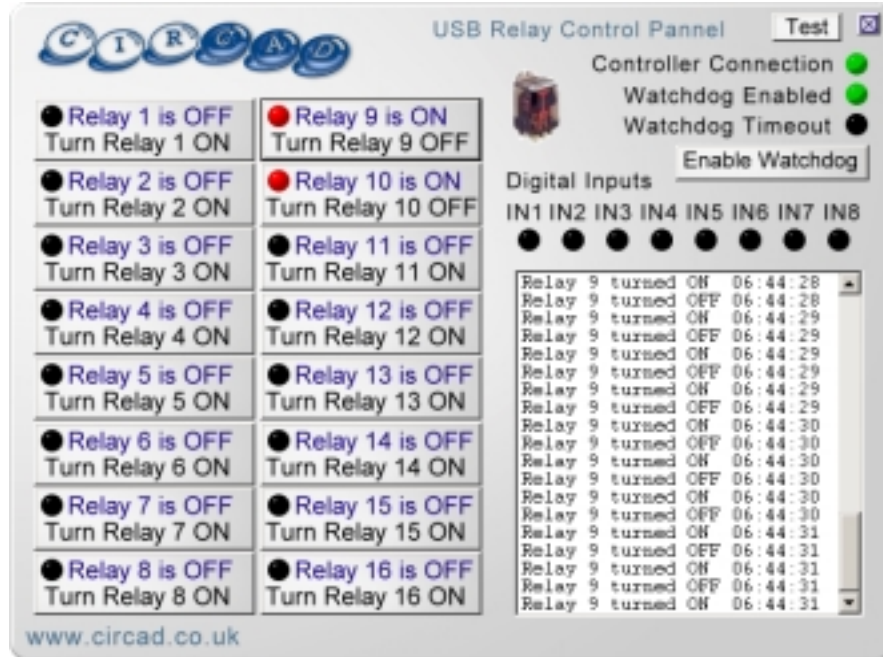 CIRCAD
USB Relay Control Pannel
Test
Controller Connection
Watchdog Enabled
Watchdog Timeout
Enable Watchdog
Relay 1 is OFF
Turn Relay 1 ON
Relay 2 is OFF
Turn Relay 2 ON
Relay 3 is OFF
Turn Relay 3 ON
Relay 4 is OFF
Turn Relay 4 ON
Relay 5 is OFF
Turn Relay 5 ON
Relay 6 is OFF
Turn Relay 6 ON
Relay 7 is OFF
Turn Relay 7 ON
Relay 8 is OFF
Turn Relay 8 ON
Relay 9 is ON
Turn Relay 9 OFF
Relay 10 is ON
Turn Relay 10 OFF
Relay 11 is OFF
Turn Relay 11 ON
Relay 12 is OFF
Turn Relay 12 ON
Relay 13 is OFF
Turn Relay 13 ON
Relay 14 is OFF
Turn Relay 14 ON
Relay 15 is OFF
Turn Relay 15 ON
Relay 16 is OFF
Turn Relay 16 ON
Digital Inputs
IN1 IN2 IN3 IN4 IN5 IN6 IN7 IN8
Relay 9 turned ON 06:44:28
Relay 9 turned OFF 06:44:28
Relay 9 turned ON 06:44:29
Relay 9 turned OFF 06:44:29
Relay 9 turned ON 06:44:29
Relay 9 turned OFF 06:44:29
Relay 9 turned ON 06:44:29
Relay 9 turned OFF 06:44:29
Relay 9 turned ON 06:44:30
Relay 9 turned OFF 06:44:30
Relay 9 turned ON 06:44:30
Relay 9 turned OFF 06:44:30
Relay 9 turned ON 06:44:30
Relay 9 turned OFF 06:44:30
Relay 9 turned ON 06:44:31
Relay 9 turned OFF 06:44:31
Relay 9 turned ON 06:44:31
Relay 9 turned OFF 06:44:31
Relay 9 turned ON 06:44:31
www.circad.co.uk